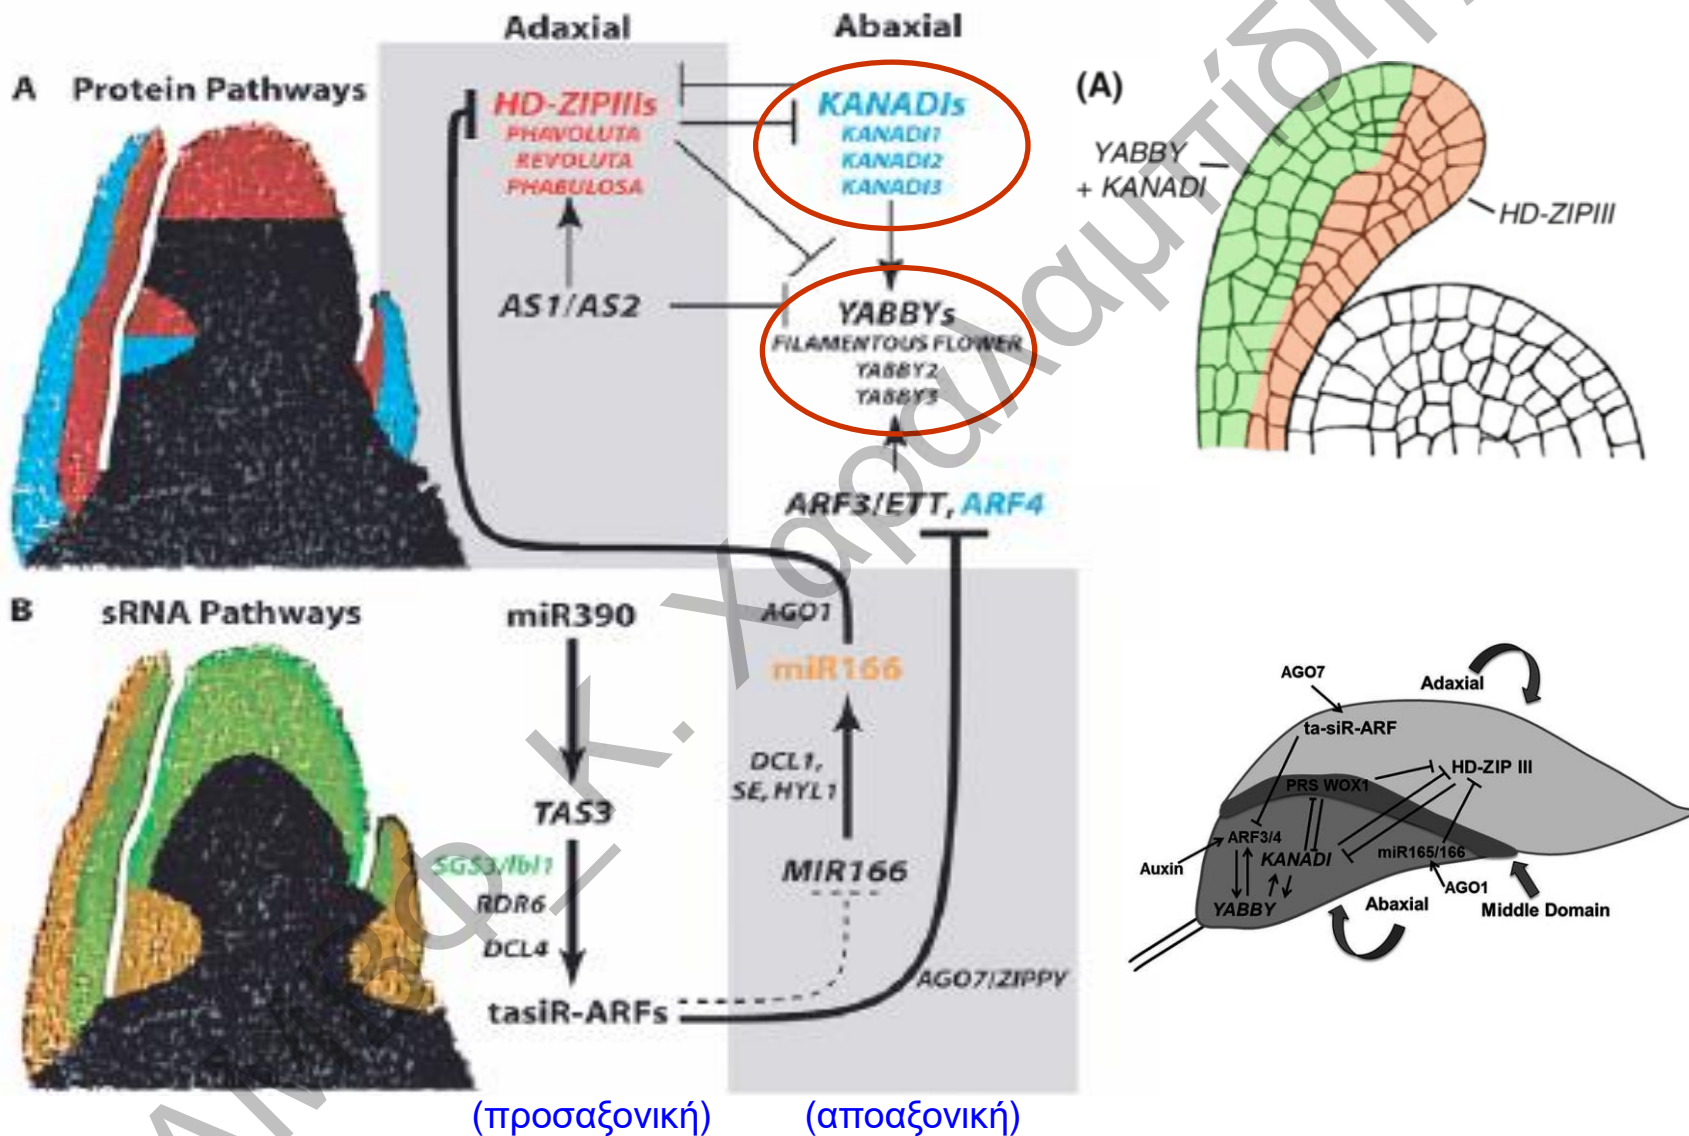 Adaxial
Abaxial
A Protein Pathways
HD-ZIPIIIs
PHAVOLUTA
REVOLUTA
PHABULOSA
KANADIs
KANADI1
KANADI2
KANADI3
AS1/AS2
YABBYs
FILAMENTOUS FLOWER
YABBY2
YABBY3
ARF3/ETT, ARF4
B sRNA Pathways
miR390
TAS3
SGS3/lbl1
RDR6
DCL4
tasiR-ARFs
AGO1
miR166
DCL1,
SE, HYL1
MIR166
AGO7/ZIPPY
(προσαξονική)
(αποαξονική)
(A)
YABBY
+ KANADI
HD-ZIPIII
AGO7
Adaxial
ta-siR-ARF
HD-ZIP III
PRS WOX1
ARF3/4
Auxin
KANADI
miR165/166
YABBY
AGO1
Abaxial
Middle Domain
Κ. Χαραλαμπίδη